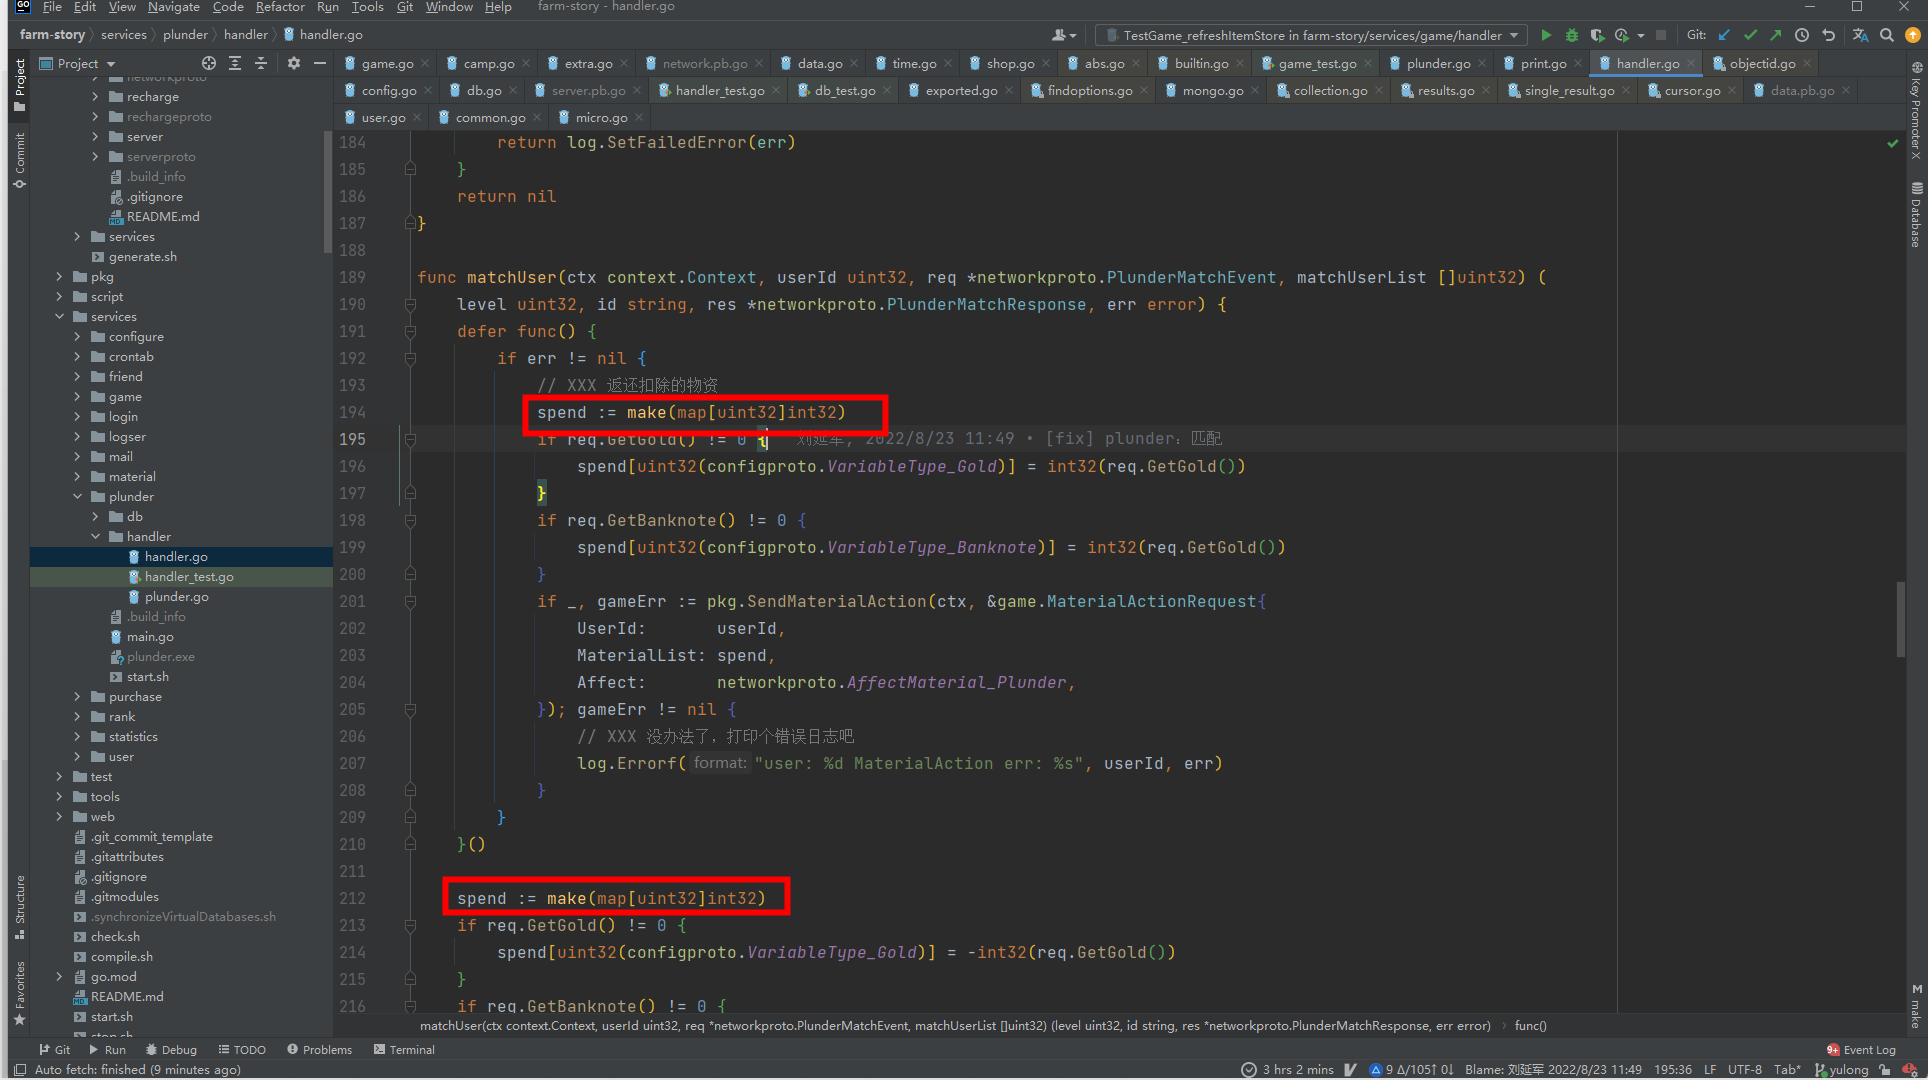 File Edit View Navigate Code Refactor Run Tools Git Window Help farm-story - handler.go
farm-story services plunder handler handler.go
TestGame_refreshItemStore in farm-story/services/game/handler
Git:
Project
game.go camp.go extra.go network.pb.go data.go time.go shop.go abs.go builtin.go game_test.go plunder.go print.go handler.go objectid.go
config.go db.go server.pb.go handler_test.go db_test.go exported.go findoptions.go mongo.go collection.go results.go single_result.go cursor.go data.pb.go
user.go common.go micro.go
Project
Commit
Structure
Favorites
networkproto
recharge
rechargeproto
server
serverproto
.build_info
.gitignore
README.md
services
generate.sh
pkg
script
services
configure
crontab
friend
game
login
logser
mail
material
plunder
db
handler
handler.go
handler_test.go
plunder.go
.build_info
main.go
plunder.exe
start.sh
purchase
rank
statistics
user
test
tools
web
.git_commit_template
.gitattributes
.gitignore
.gitmodules
.synchronizeVirtualDatabases.sh
check.sh
compile.sh
go.mod
README.md
start.sh
stop.sh
184 return log.SetFailedError(err)
185 }
186 return nil
187 }
188
189 func matchUser(ctx context.Context, userId uint32, req *networkproto.PlunderMatchEvent, matchUserList []uint32) (
190 level uint32, id string, res *networkproto.PlunderMatchResponse, err error) {
191 defer func() {
192 if err != nil {
193 // XXX 返还扣除的物资
194 spend := make(map[uint32]int32)
195 if req.GetGold() != 0 { 刘延军, 2022/8/23 11:49 • [fix] plunder：匹配
196 spend[uint32(configproto.VariableType_Gold)] = int32(req.GetGold())
197 }
198 if req.GetBanknote() != 0 {
199 spend[uint32(configproto.VariableType_Banknote)] = int32(req.GetGold())
200 }
201 if _, gameErr := pkg.SendMaterialAction(ctx, &game.MaterialActionRequest{
202 UserId: userId,
203 MaterialList: spend,
204 Affect: networkproto.AffectMaterial_Plunder,
205 }); gameErr != nil {
206 // XXX 没办法了，打印个错误日志吧
207 log.Errorf( format: "user: %d MaterialAction err: %s", userId, err)
208 }
209 }
210 }()
211
212 spend := make(map[uint32]int32)
213 if req.GetGold() != 0 {
214 spend[uint32(configproto.VariableType_Gold)] = -int32(req.GetGold())
215 }
216 if req.GetBanknote() != 0 {
matchUser(ctx context.Context, userId uint32, req *networkproto.PlunderMatchEvent, matchUserList []uint32) (level uint32, id string, res *networkproto.PlunderMatchResponse, err error) func()
Key Promoter X
Database
M make
Git Run Debug TODO Problems Terminal
9+ Event Log
Auto fetch: finished (9 minutes ago)
3 hrs 2 mins 9 Δ/105↑ 0↓ Blame: 刘延军 2022/8/23 11:49 195:36 LF UTF-8 Tab* yulong